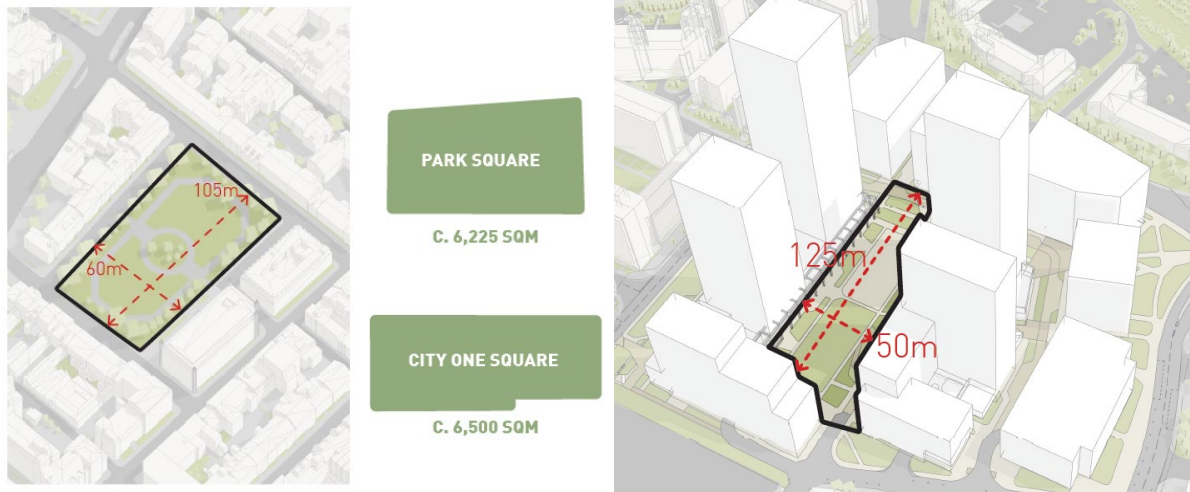 105m
60m
PARK SQUARE
C. 6,225 SQM
CITY ONE SQUARE
C. 6,500 SQM
125m
50m